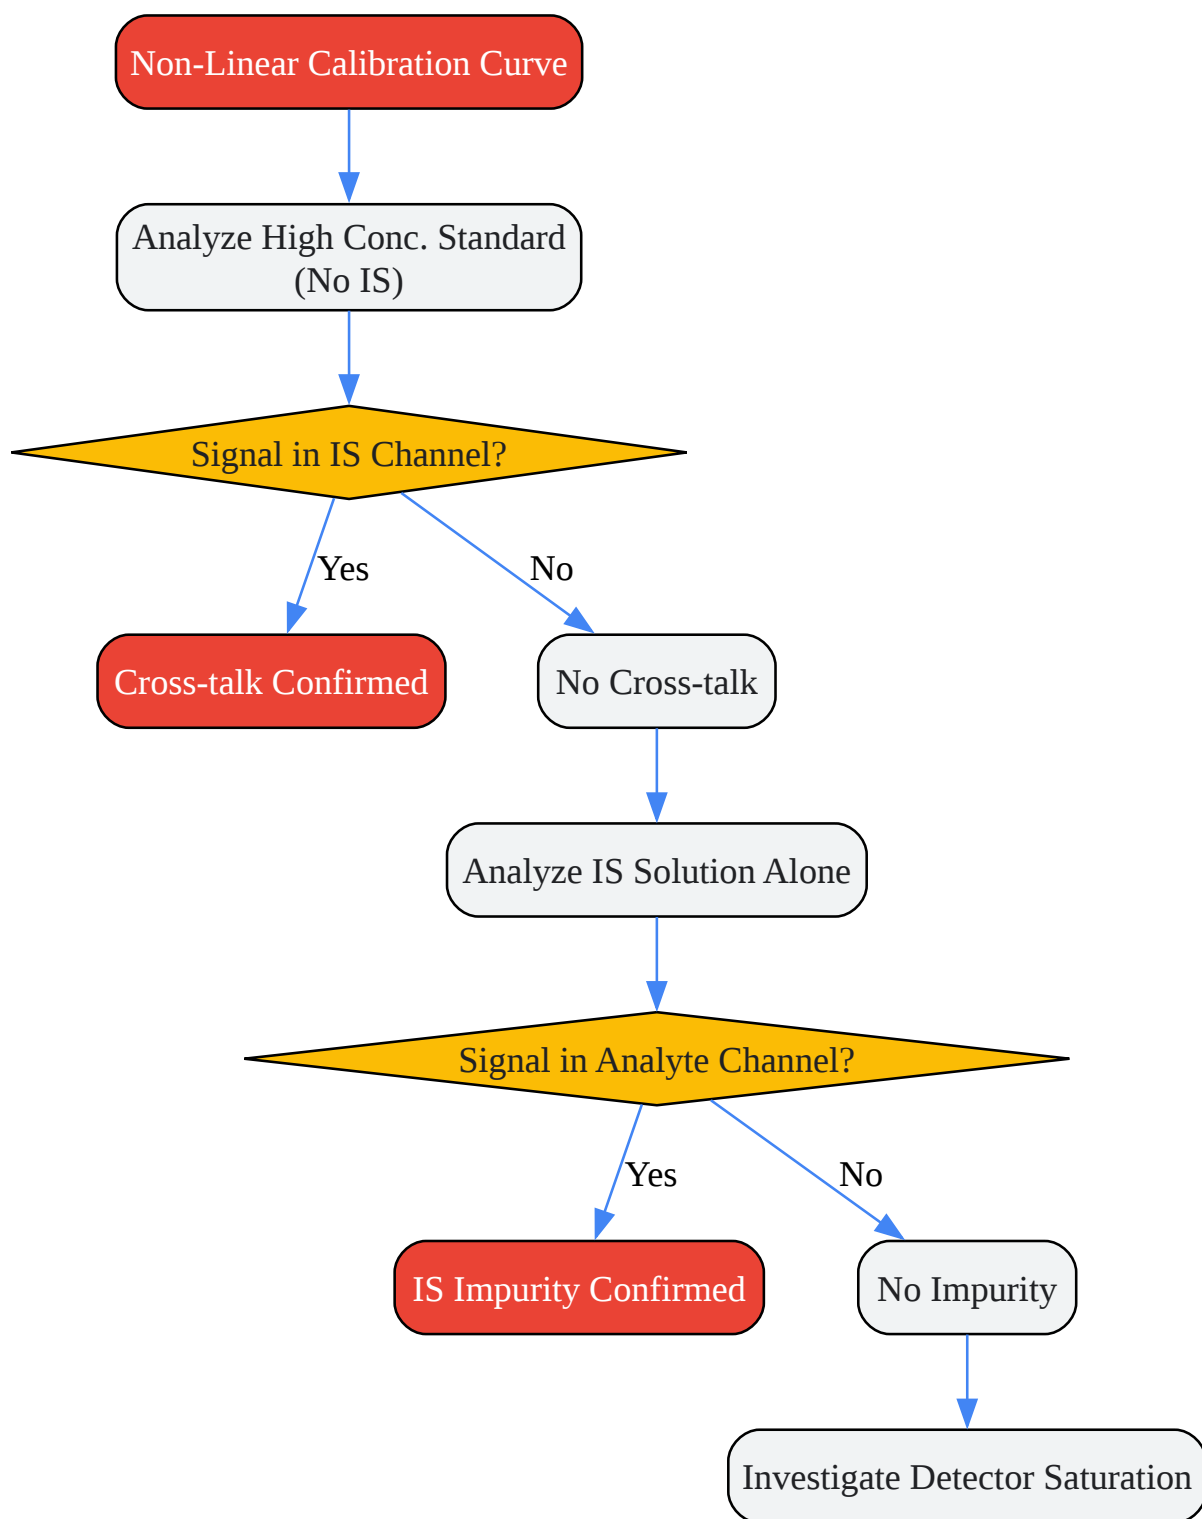 Non-Linear Calibration Curve
Analyze High Conc. Standard
(No IS)
Signal in IS Channel?
Yes
No
Cross-talk Confirmed
No Cross-talk
Analyze IS Solution Alone
Signal in Analyte Channel?
Yes
No
IS Impurity Confirmed
No Impurity
Investigate Detector Saturation